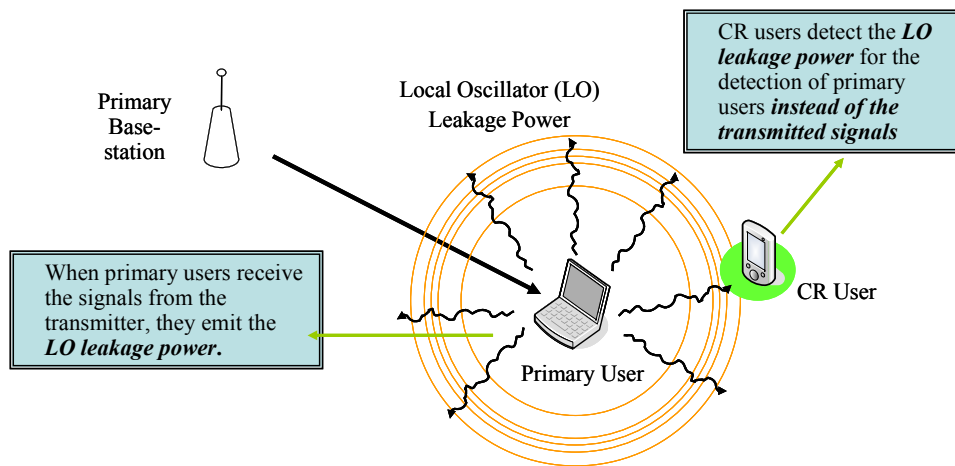 Primary
Base-
station
Local Oscillator (LO)
Leakage Power
CR users detect the LO
leakage power for the
detection of primary
users instead of the
transmitted signals
When primary users receive
the signals from the
transmitter, they emit the
LO leakage power.
CR User
Primary User